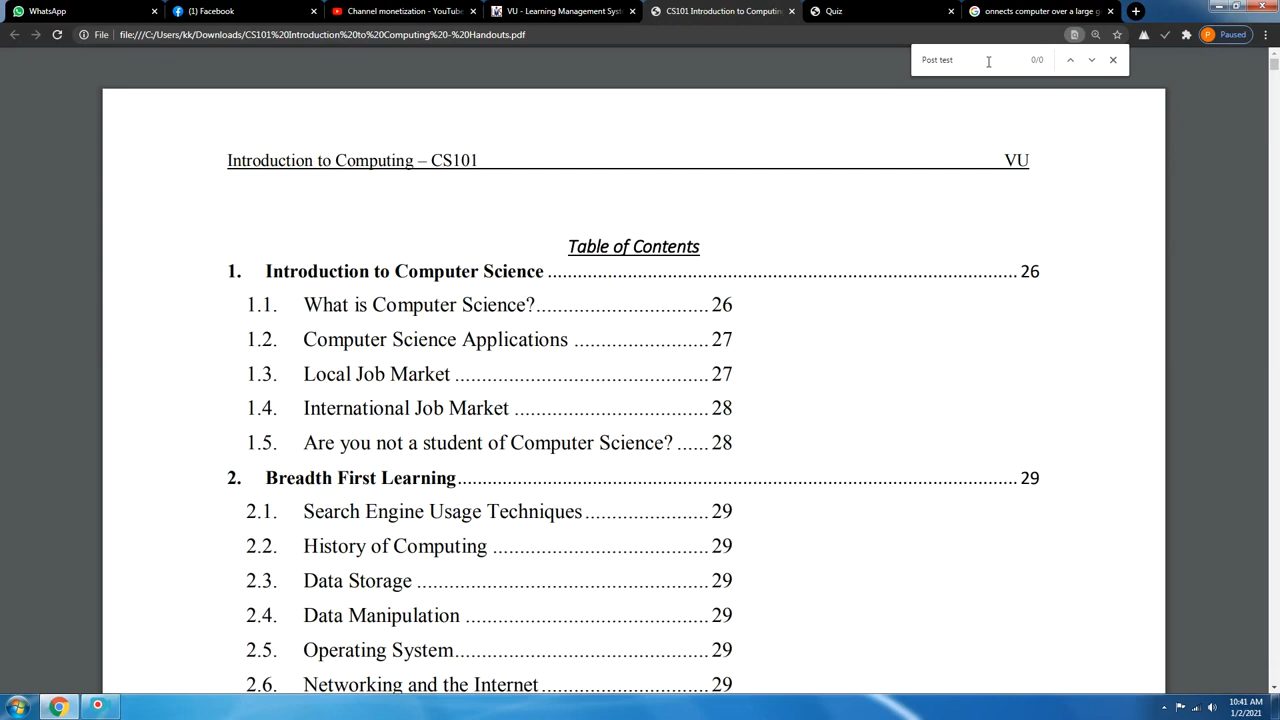 WhatsApp
(1) Facebook
Channel monetization - YouTube
VU - Learning Management Syst
CS101 Introduction to Computin
Quiz
onnects computer over a large g
File
file:///C:/Users/kk/Downloads/CS101%20Introduction%20to%20Computing%20-%20Handouts.pdf
P Paused
Post test
0/0
Introduction to Computing – CS101 VU
Table of Contents
1. Introduction to Computer Science ........................................ 26
1.1. What is Computer Science? ........................................ 26
1.2. Computer Science Applications ........................................ 27
1.3. Local Job Market ........................................ 27
1.4. International Job Market ........................................ 28
1.5. Are you not a student of Computer Science? ...... 28
2. Breadth First Learning ........................................ 29
2.1. Search Engine Usage Techniques ........................................ 29
2.2. History of Computing ........................................ 29
2.3. Data Storage ........................................ 29
2.4. Data Manipulation ........................................ 29
2.5. Operating System ........................................ 29
2.6. Networking and the Internet ........................................ 29
10:41 AM
1/2/2021